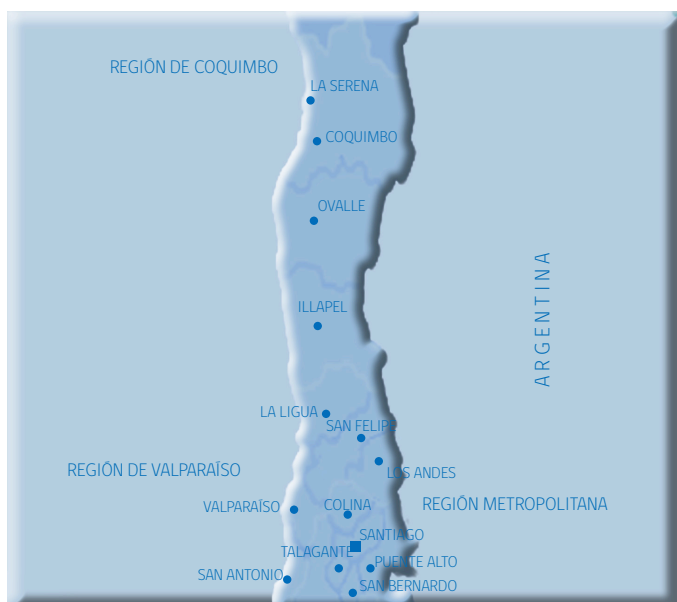 REGIÓN DE COQUIMBO
LA SERENA
COQUIMBO
OVALLE
ARGENTINA
ILLAPEL
LA LIGUA
SAN FELIPE
REGIÓN DE VALPARAÍSO
LOS ANDES
VALPARAÍSO
COLINA
REGIÓN METROPOLITANA
SANTIAGO
TALAGANTE
PUENTE ALTO
SAN ANTONIO
SAN BERNARDO